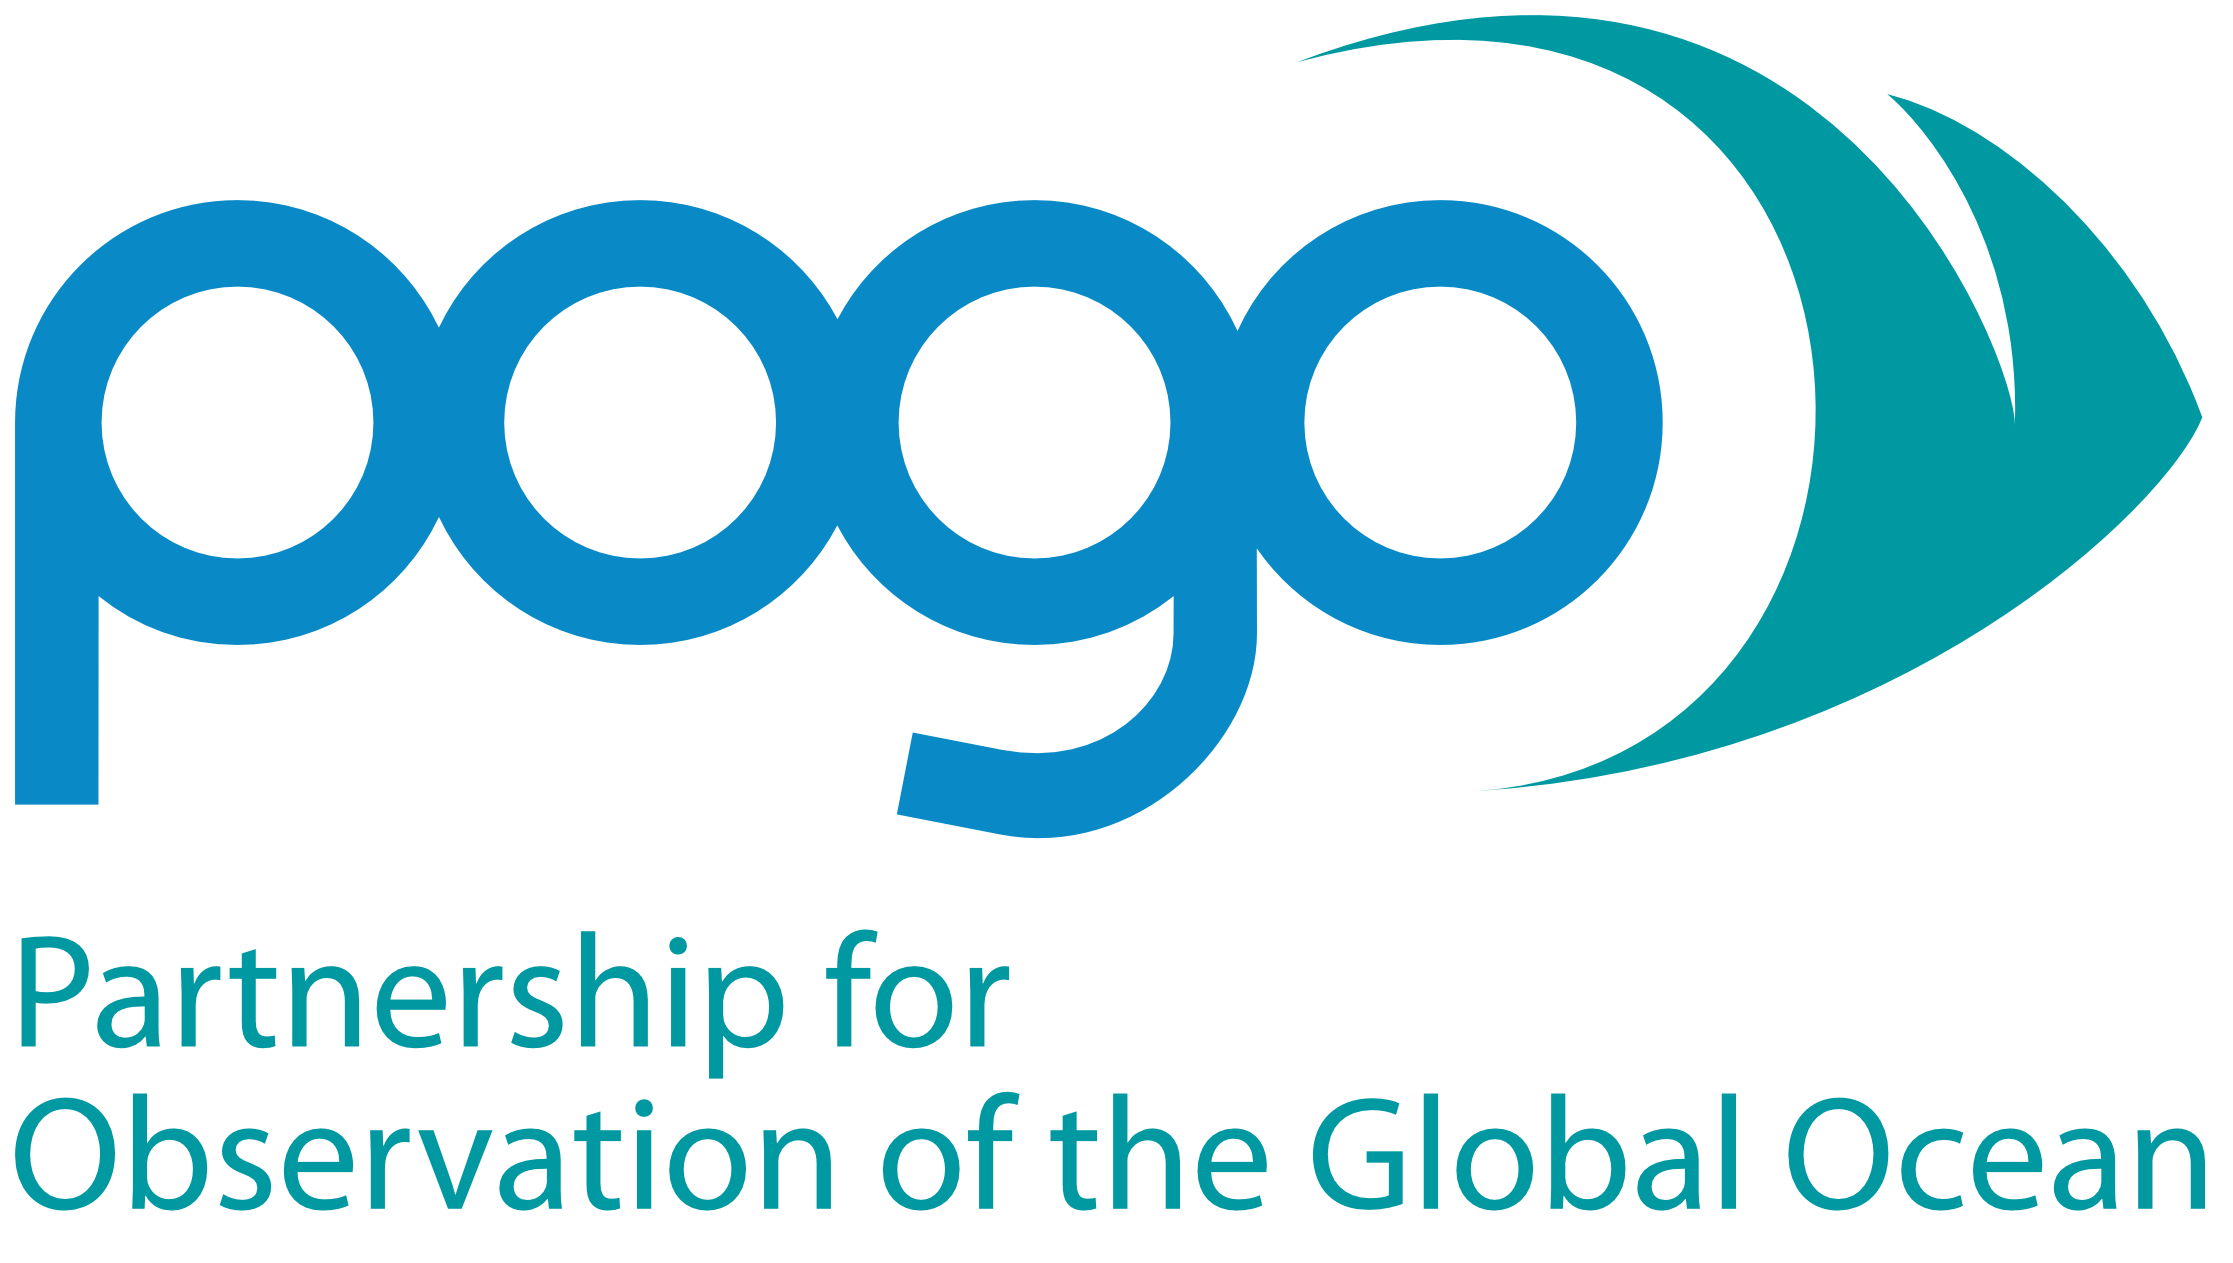 pogo
Partnership for
Observation of the Global Ocean